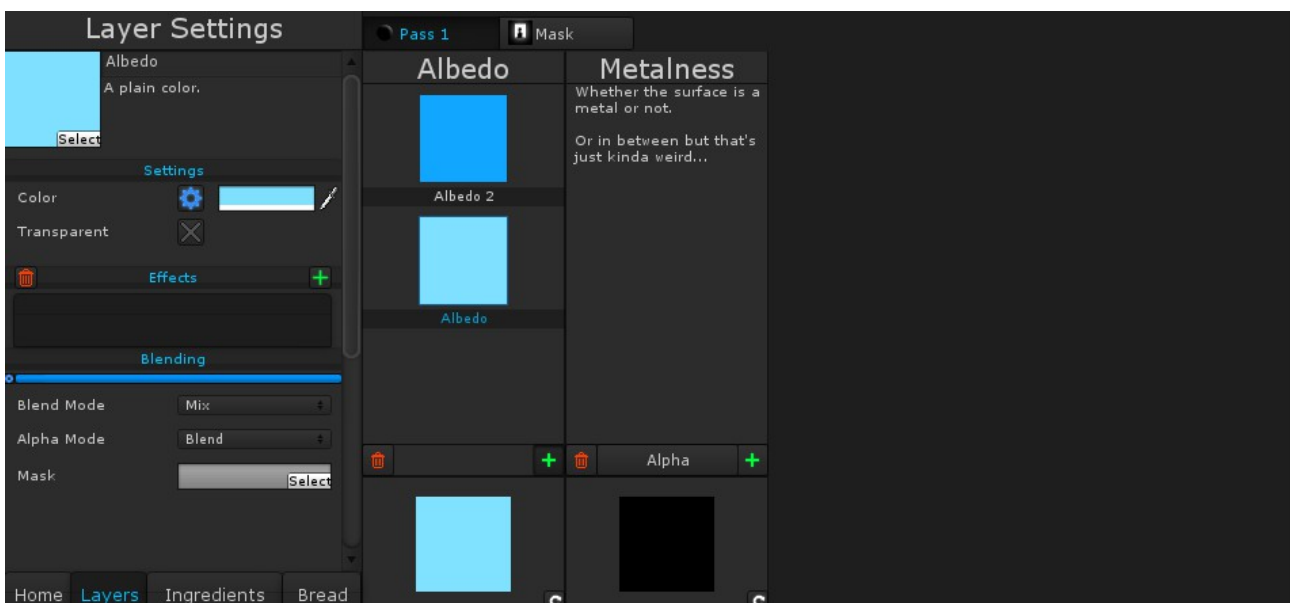 Layer Settings
Albedo
A plain color.
Select
Settings
Color
Transparent
Effects
Blending
Blend Mode
Mix
Alpha Mode
Blend
Mask
Select
Home
Layers
Ingredients
Bread
Pass 1
Mask
Albedo
Albedo 2
Albedo
Metalness
Whether the surface is a
metal or not.
Or in between but that's
just kinda weird...
Alpha